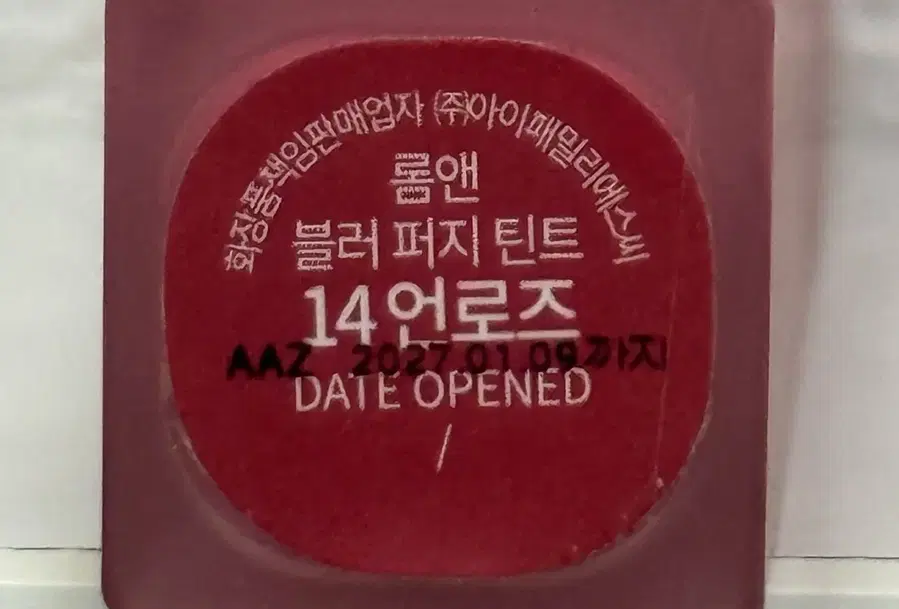 화장품책임판매업자 (주)아이패밀리에스씨
롬앤
블러 퍼지 틴트
14 언로즈
AAZ 2027.01.09까지
DATE OPENED
/